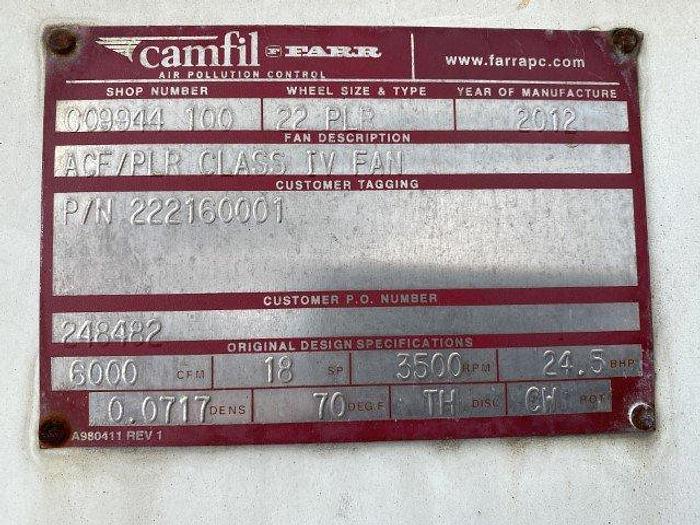 camfil FARR
AIR POLLUTION CONTROL
www.farrapc.com
SHOP NUMBER WHEEL SIZE & TYPE YEAR OF MANUFACTURE
C09944 100 22 PLR 2012
FAN DESCRIPTION
ACF/PLR CLASS IV FAN
CUSTOMER TAGGING
P/N 222160001
CUSTOMER P.O. NUMBER
248482
ORIGINAL DESIGN SPECIFICATIONS
6000 CFM 18 SP 3500 RPM 24.5 BHP
0.0717 DENS 70 DEG.F TH DISC CW ROT
A980411 REV 1